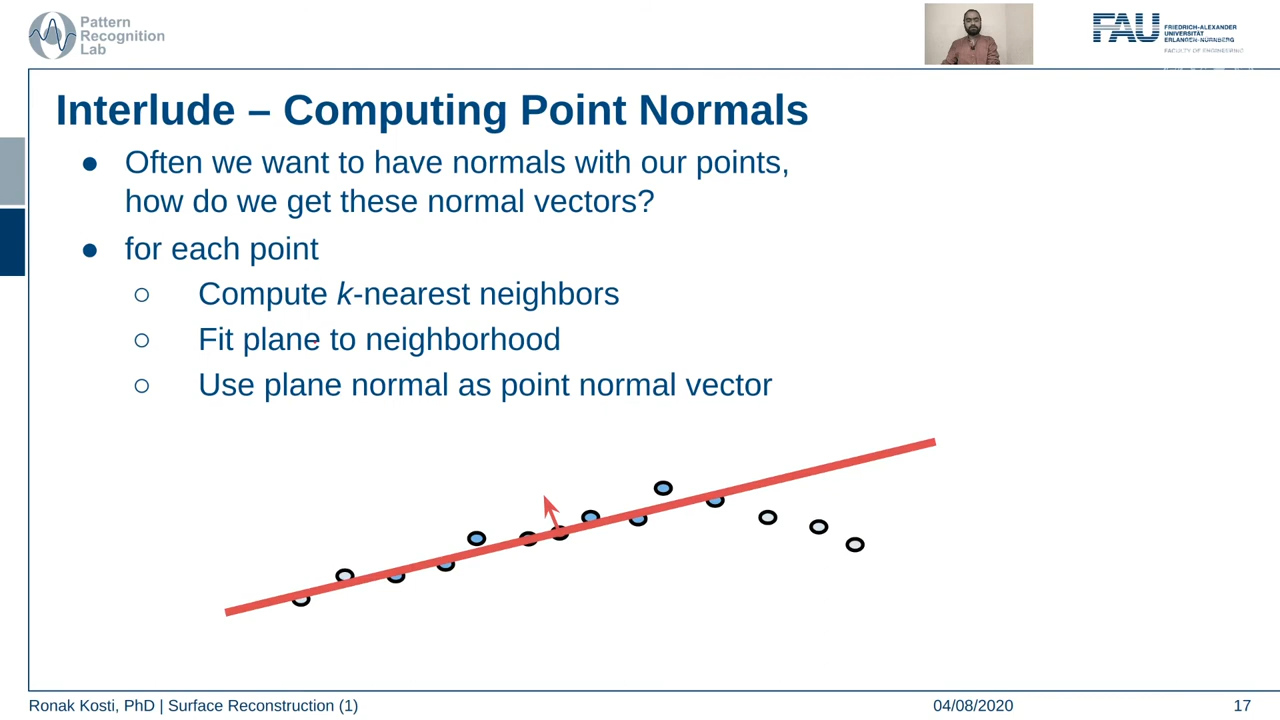 Pattern
Recognition
Lab
FAU
FRIEDRICH-ALEXANDER
UNIVERSITÄT
ERLANGEN-NÜRNBERG
FACULTY OF ENGINEERING
Interlude – Computing Point Normals
● Often we want to have normals with our points,
how do we get these normal vectors?
● for each point
○ Compute k-nearest neighbors
○ Fit plane to neighborhood
○ Use plane normal as point normal vector
Ronak Kosti, PhD | Surface Reconstruction (1)
04/08/2020
17